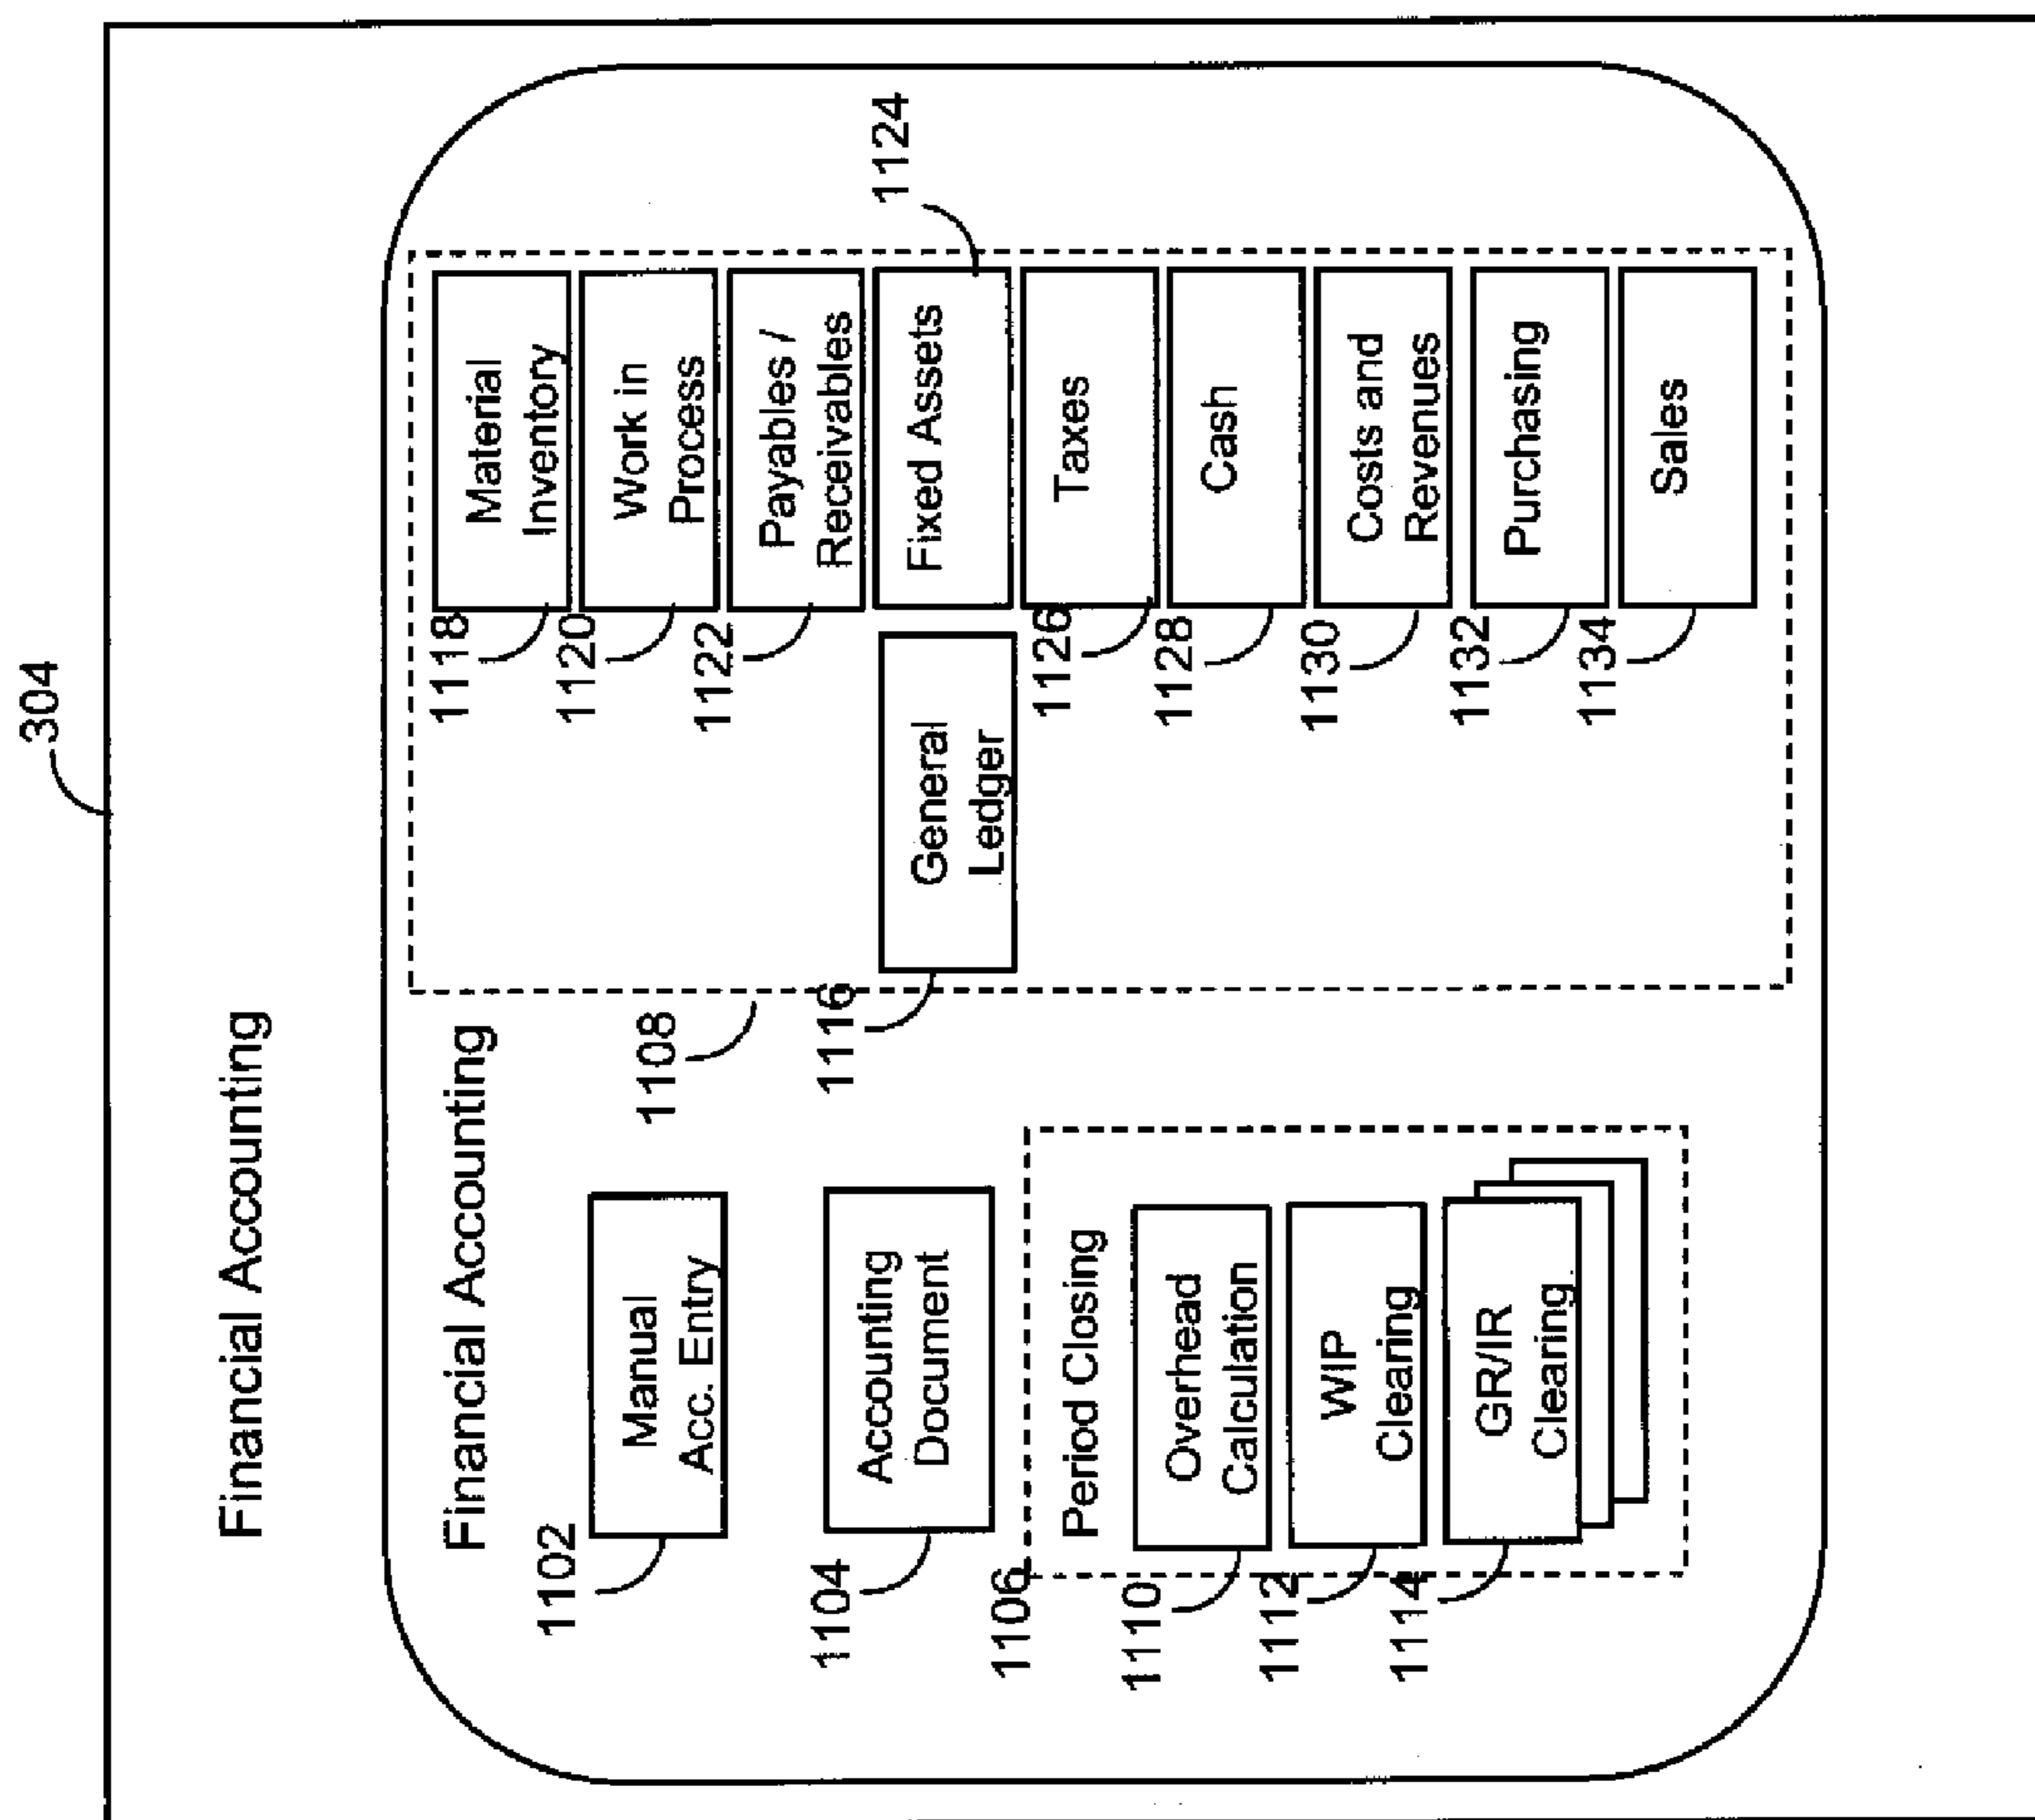 304
Financial Accounting
Financial Accounting
1102
Manual
Acc. Entry
1104
Accounting
Document
1106
Period Closing
1110
Overhead
Calculation
1112
WIP
Clearing
1114
GR/IR
Clearing
1108
1116
General
Ledger
1118
Material
Inventory
1120
Work in
Process
1122
Payables /
Receivables
1124
Fixed Assets
1126
Taxes
1128
Cash
1130
Costs and
Revenues
1132
Purchasing
1134
Sales